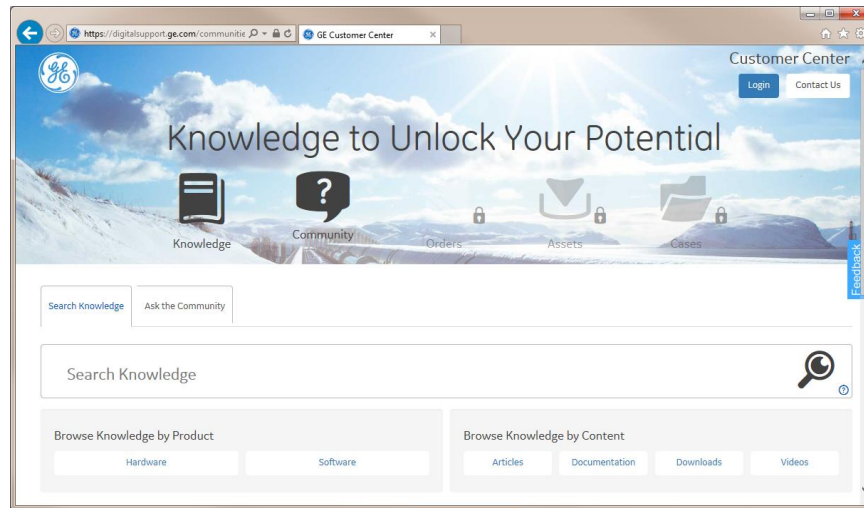 https://digitalsupport.ge.com/communitie
GE Customer Center
Customer Center
Login
Contact Us
Knowledge to Unlock Your Potential
Knowledge
Community
Orders
Assets
Cases
Feedback
Search Knowledge
Ask the Community
Search Knowledge
Browse Knowledge by Product
Hardware
Software
Browse Knowledge by Content
Articles
Documentation
Downloads
Videos